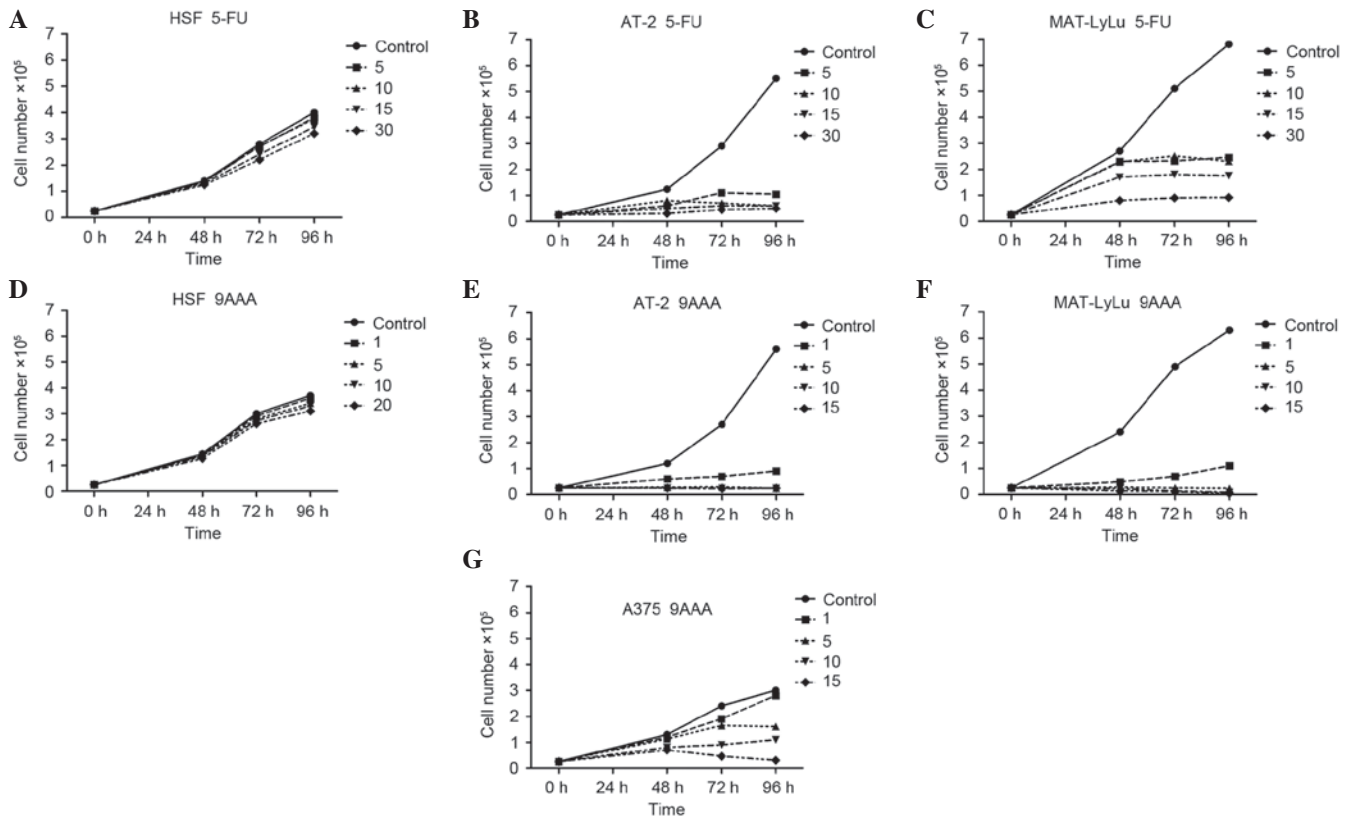 A
HSF 5-FU
Cell number ×10⁵
7
6
5
4
3
2
1
0
0 h 24 h 48 h 72 h 96 h
Time
Control
5
10
15
30
B
AT-2 5-FU
Cell number ×10⁵
7
6
5
4
3
2
1
0
0 h 24 h 48 h 72 h 96 h
Time
Control
5
10
15
30
C
MAT-LyLu 5-FU
Cell number ×10⁵
7
6
5
4
3
2
1
0
0 h 24 h 48 h 72 h 96 h
Time
Control
5
10
15
30
D
HSF 9AAA
Cell number ×10⁵
7
6
5
4
3
2
1
0
0 h 24 h 48 h 72 h 96 h
Time
Control
1
5
10
20
E
AT-2 9AAA
Cell number ×10⁵
7
6
5
4
3
2
1
0
0 h 24 h 48 h 72 h 96 h
Time
Control
1
5
10
15
F
MAT-LyLu 9AAA
Cell number ×10⁵
7
6
5
4
3
2
1
0
0 h 24 h 48 h 72 h 96 h
Time
Control
1
5
10
15
G
A375 9AAA
Cell number ×10⁵
7
6
5
4
3
2
1
0
0 h 24 h 48 h 72 h 96 h
Time
Control
1
5
10
15